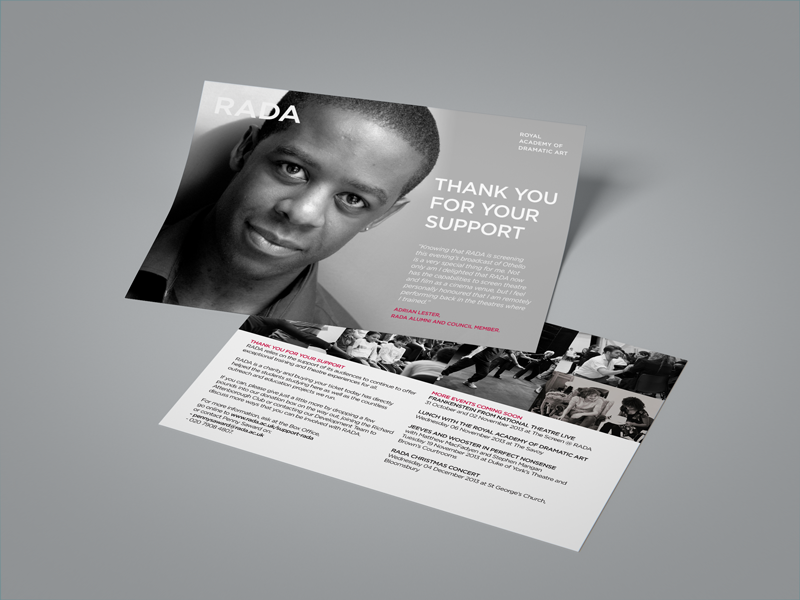 RADA
ROYAL
ACADEMY OF
DRAMATIC ART
THANK YOU
FOR YOUR
SUPPORT
"Knowing that RADA is screening
this evening's broadcast of Othello
is a very special thing for me. Not
only am I delighted that RADA now
has the capabilities to screen theatre
and film as a cinema venue, but I feel
personally honoured that I am remotely
performing back in the theatres where
I trained."
ADRIAN LESTER,
RADA ALUMNI AND COUNCIL MEMBER.
THANK YOU FOR YOUR SUPPORT
RADA relies on the support of its audiences to continue to offer
exceptional training and theatre experiences for all.
RADA is a charity and buying your ticket today has directly
helped the students studying here as well as the countless
outreach and education projects we run.
If you can, please give just a little more by dropping a few
pounds into our donation box on the way out, joining the Richard
Attenborough Club or contacting our Development Team to
discuss more ways that you can be involved with RADA.
For more information, ask at the Box Office,
go online to www.rada.ac.uk/support-rada
or contact Penny Saward on:
· pennysaward@rada.ac.uk
· 020 7908 4802
MORE EVENTS COMING SOON
FRANKENSTEIN FROM NATIONAL THEATRE LIVE
31 October and 02 November 2013 at The Screen @ RADA
LUNCH WITH THE ROYAL ACADEMY OF DRAMATIC ART
Wednesday 06 November 2013 at The Savoy
JEEVES AND WOOSTER IN PERFECT NONSENSE
with Matthew MacFadyen and Stephen Mangan
Tuesday 19 November 2013 at Duke of York's Theatre and
Brown's Courtrooms
RADA CHRISTMAS CONCERT
Wednesday 04 December 2013 at St George's Church,
Bloomsbury